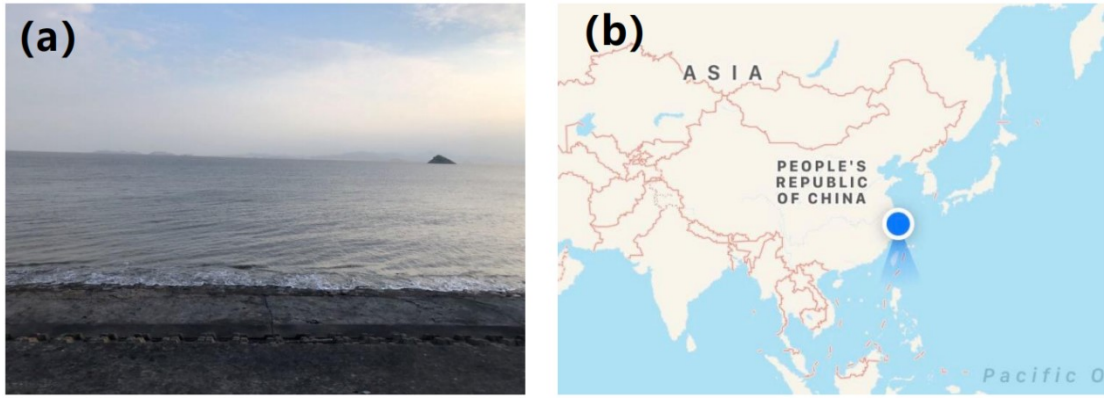 (a)
(b)
ASIA
PEOPLE'S
REPUBLIC
OF CHINA
Pacific O